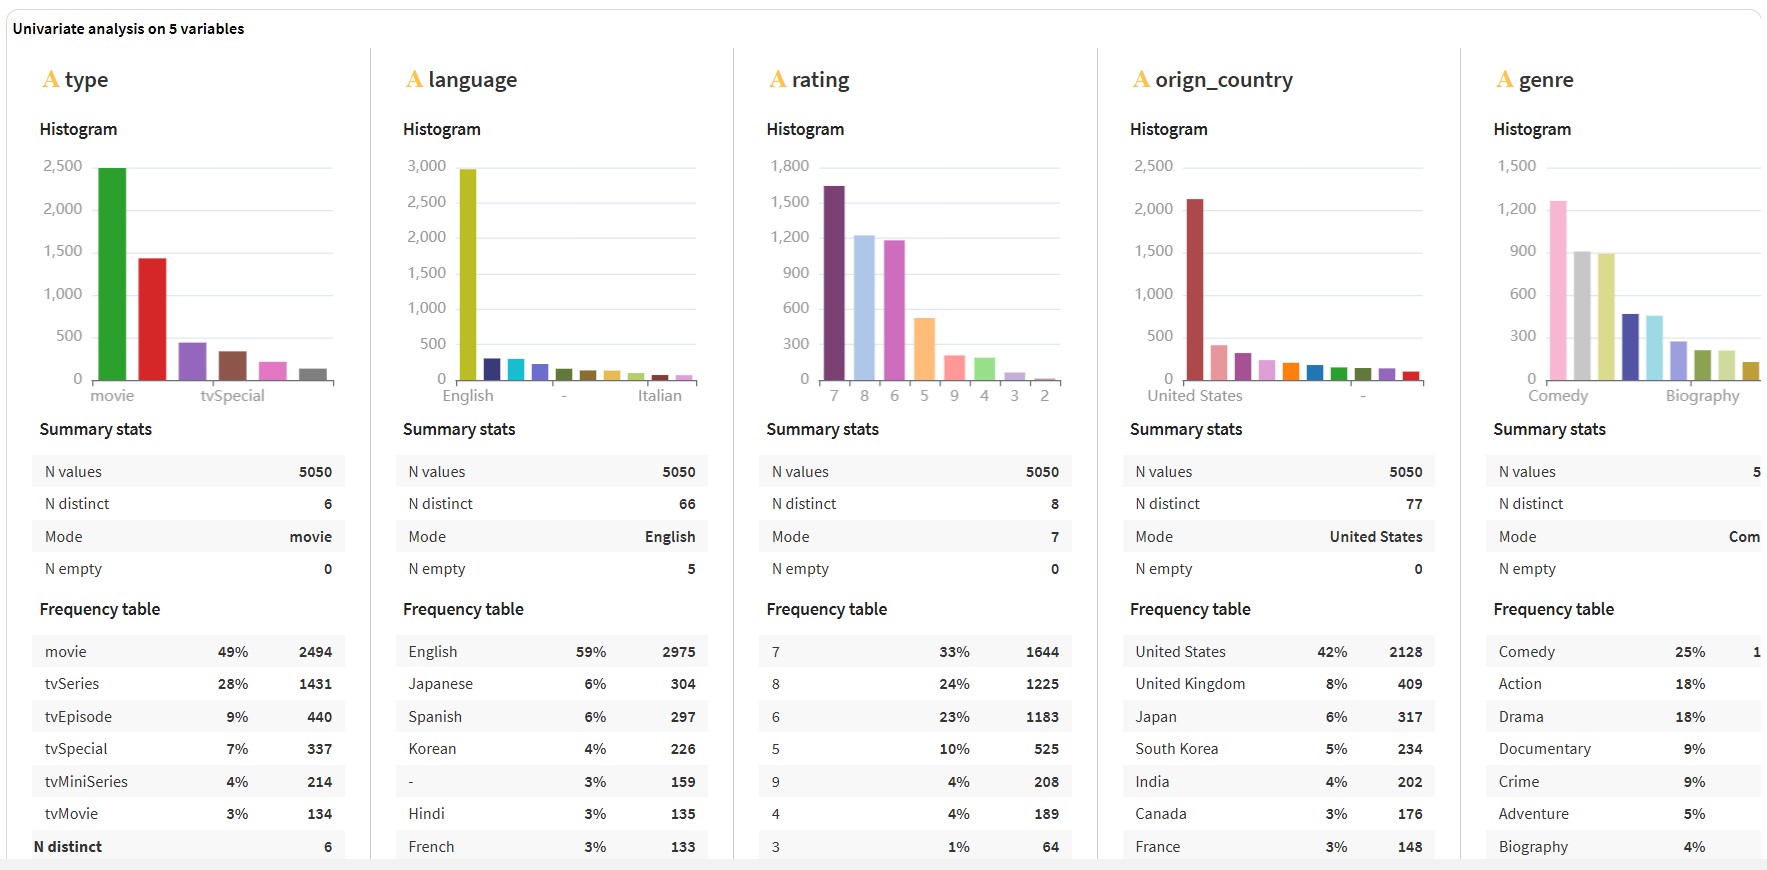 Univariate analysis on 5 variables
A type
Histogram
2,500
2,000
1,500
1,000
500
0
movie tvSpecial
Summary stats
N values 5050
N distinct 6
Mode movie
N empty 0
Frequency table
movie 49% 2494
tvSeries 28% 1431
tvEpisode 9% 440
tvSpecial 7% 337
tvMiniSeries 4% 214
tvMovie 3% 134
N distinct 6
A language
Histogram
3,000
2,500
2,000
1,500
1,000
500
0
English - Italian
Summary stats
N values 5050
N distinct 66
Mode English
N empty 5
Frequency table
English 59% 2975
Japanese 6% 304
Spanish 6% 297
Korean 4% 226
- 3% 159
Hindi 3% 135
French 3% 133
A rating
Histogram
1,800
1,500
1,200
900
600
300
0
7 8 6 5 9 4 3 2
Summary stats
N values 5050
N distinct 8
Mode 7
N empty 0
Frequency table
7 33% 1644
8 24% 1225
6 23% 1183
5 10% 525
9 4% 208
4 4% 189
3 1% 64
A orign_country
Histogram
2,500
2,000
1,500
1,000
500
0
United States -
Summary stats
N values 5050
N distinct 77
Mode United States
N empty 0
Frequency table
United States 42% 2128
United Kingdom 8% 409
Japan 6% 317
South Korea 5% 234
India 4% 202
Canada 3% 176
France 3% 148
A genre
Histogram
1,500
1,200
900
600
300
0
Comedy Biography
Summary stats
N values 5
N distinct
Mode Com
N empty
Frequency table
Comedy 25% 1
Action 18%
Drama 18%
Documentary 9%
Crime 9%
Adventure 5%
Biography 4%